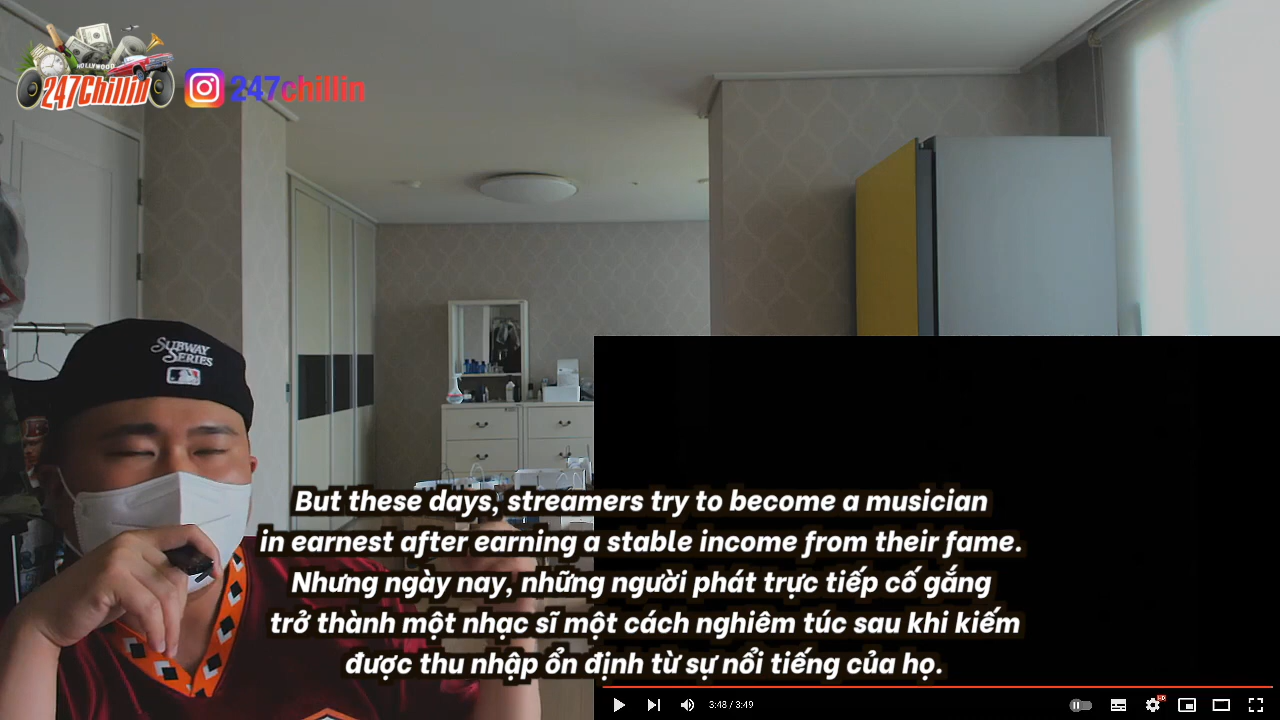 HOLLYWOOD
247Chillin
247chillin
SUBWAY
SERIES
But these days, streamers try to become a musician
in earnest after earning a stable income from their fame.
Nhưng ngày nay, những người phát trực tiếp cố gắng
trở thành một nhạc sĩ một cách nghiêm túc sau khi kiếm
được thu nhập ổn định từ sự nổi tiếng của họ.
3:48 / 3:49
HD